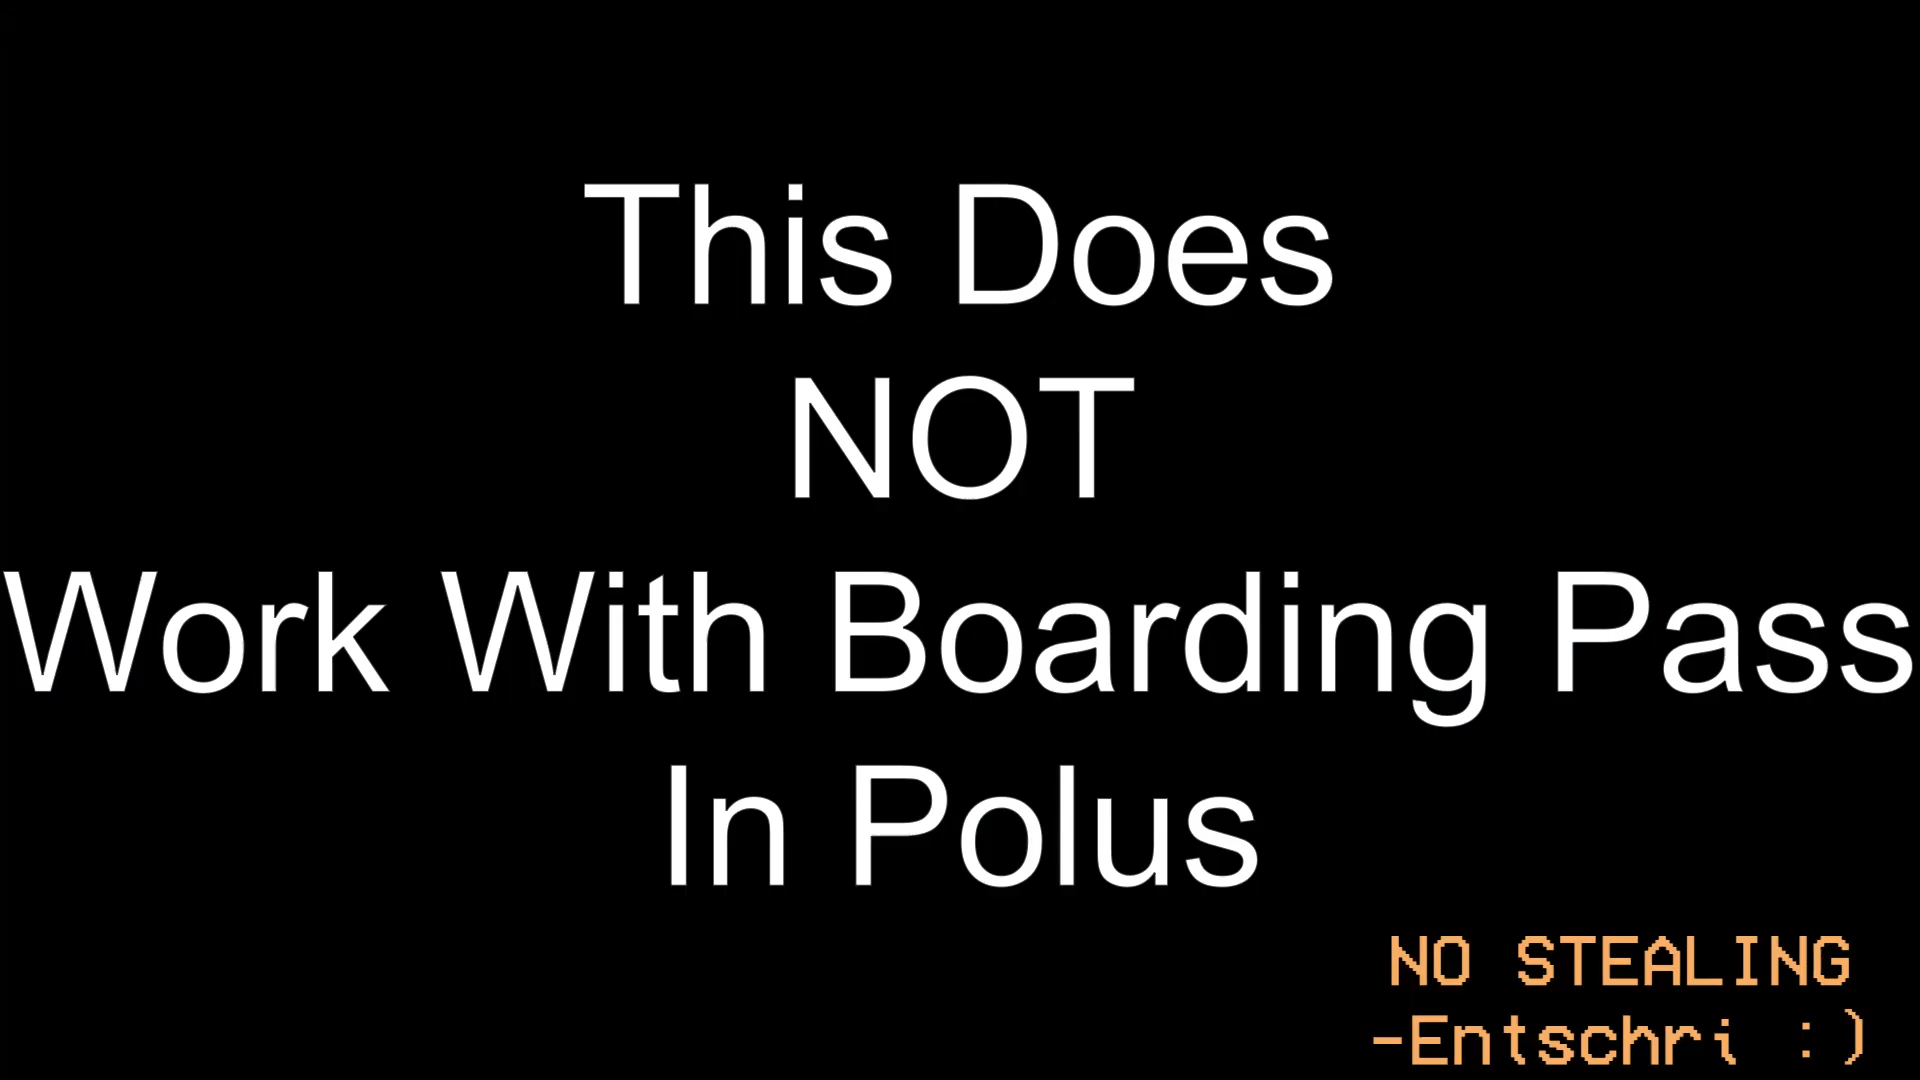 This Does
NOT
Work With Boarding Pass
In Polus
NO STEALING
-Entschri :)